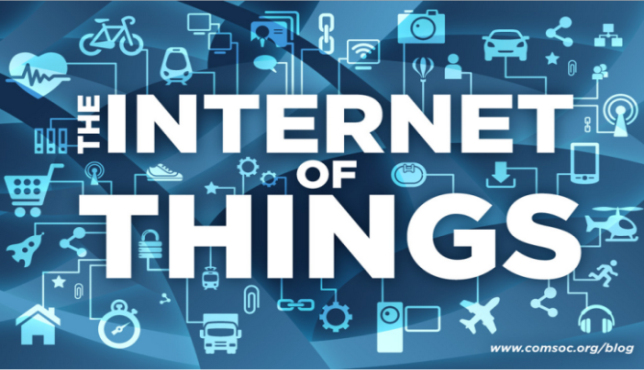 THE INTERNET
OF
THINGS
www.comsoc.org/blog